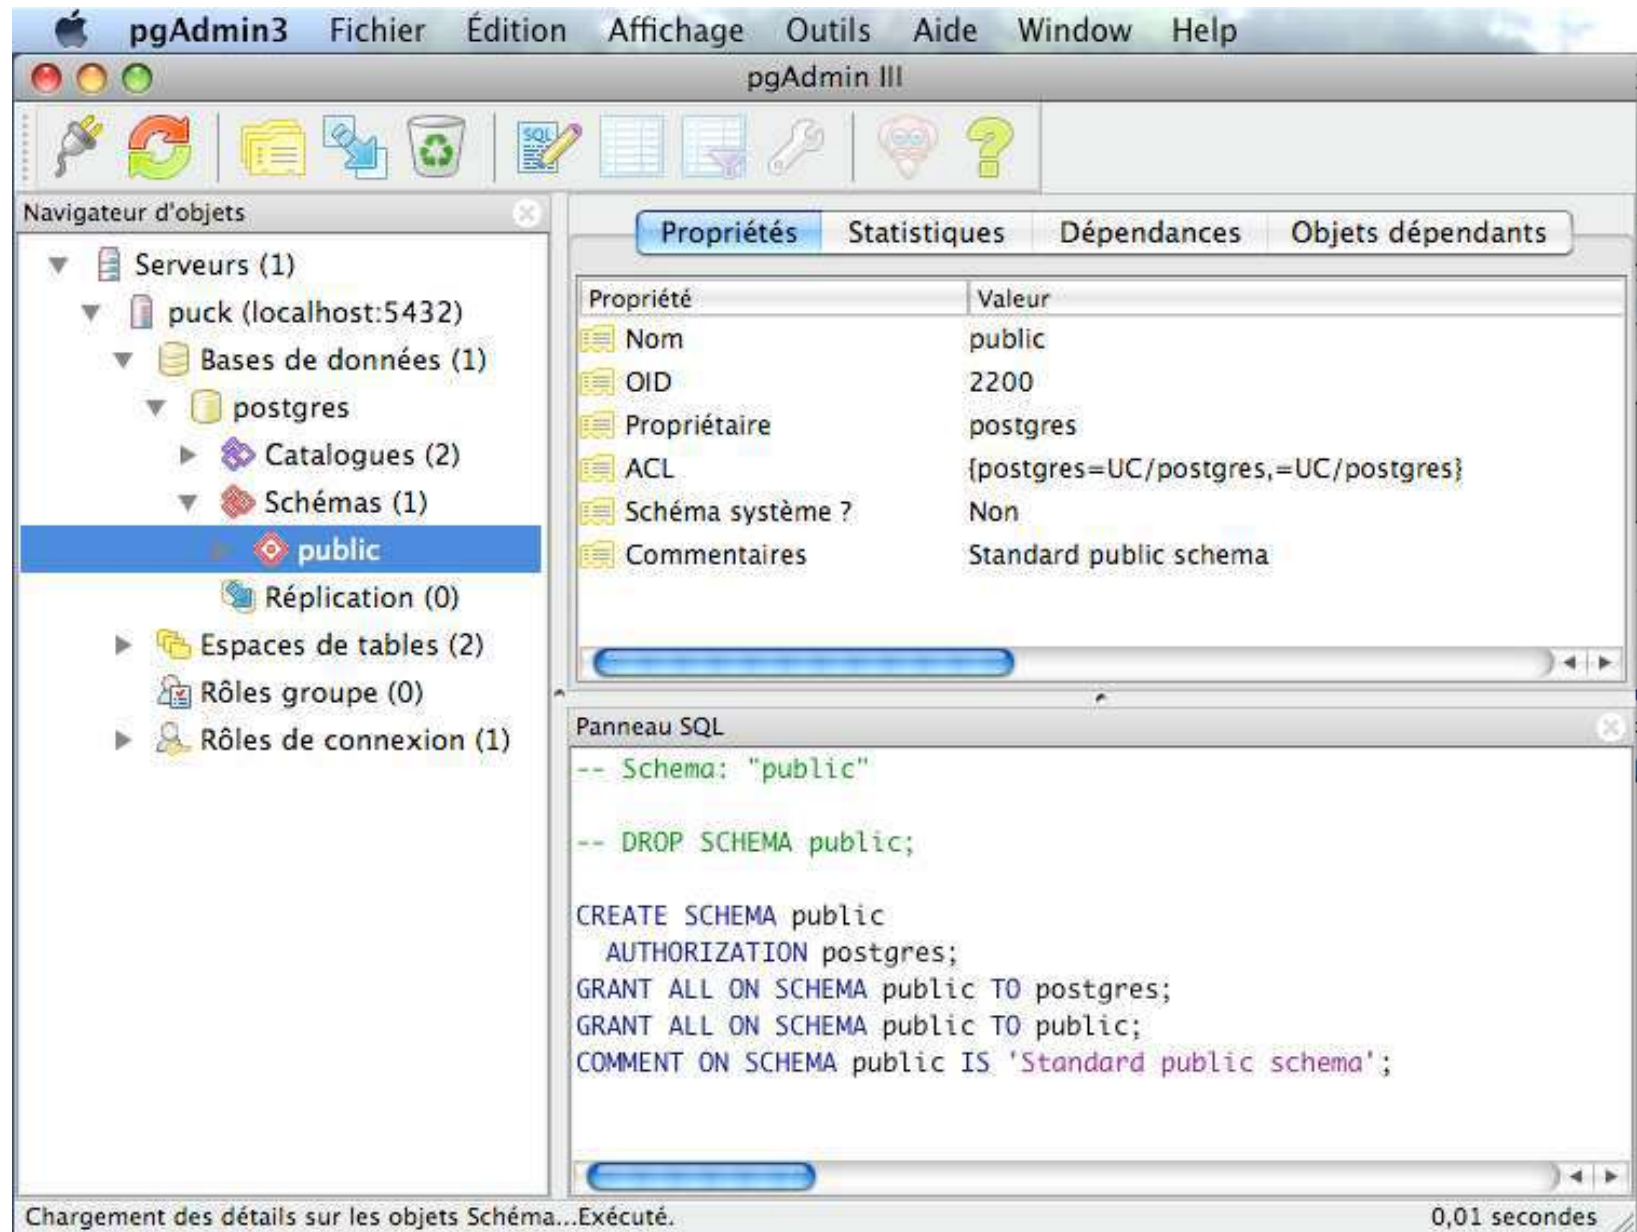 pgAdmin3 Fichier Édition Affichage Outils Aide Window Help
pgAdmin III
SQL
Navigateur d'objets
Serveurs (1)
puck (localhost:5432)
Bases de données (1)
postgres
Catalogues (2)
Schémas (1)
public
Réplication (0)
Espaces de tables (2)
Rôles groupe (0)
Rôles de connexion (1)
Propriétés Statistiques Dépendances Objets dépendants
Propriété Valeur
Nom public
OID 2200
Propriétaire postgres
ACL {postgres=UC/postgres,=UC/postgres}
Schéma système ? Non
Commentaires Standard public schema
Panneau SQL
-- Schema: "public"
-- DROP SCHEMA public;
CREATE SCHEMA public
AUTHORIZATION postgres;
GRANT ALL ON SCHEMA public TO postgres;
GRANT ALL ON SCHEMA public TO public;
COMMENT ON SCHEMA public IS 'Standard public schema';
Chargement des détails sur les objets Schéma...Exécuté. 0,01 secondes